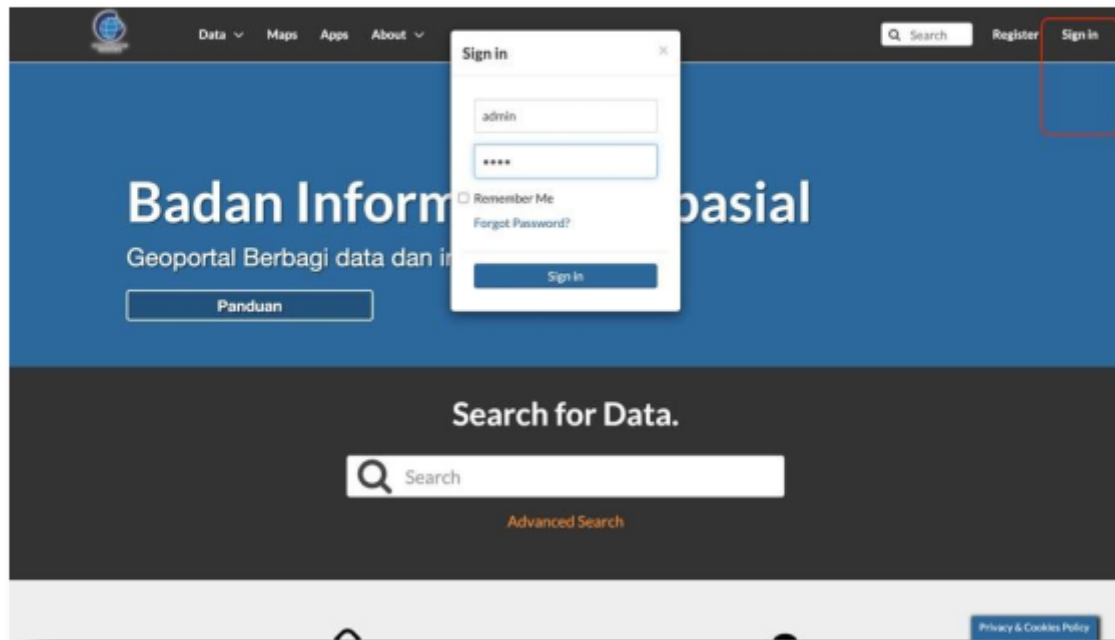 Data Maps Apps About Search Register Sign in
Sign in ×
admin
••••
Remember Me
Forgot Password?
Sign in
Badan Inform pasial
Geoportal Berbagi data dan in
Panduan
Search for Data.
Search
Advanced Search
Privacy & Cookies Policy